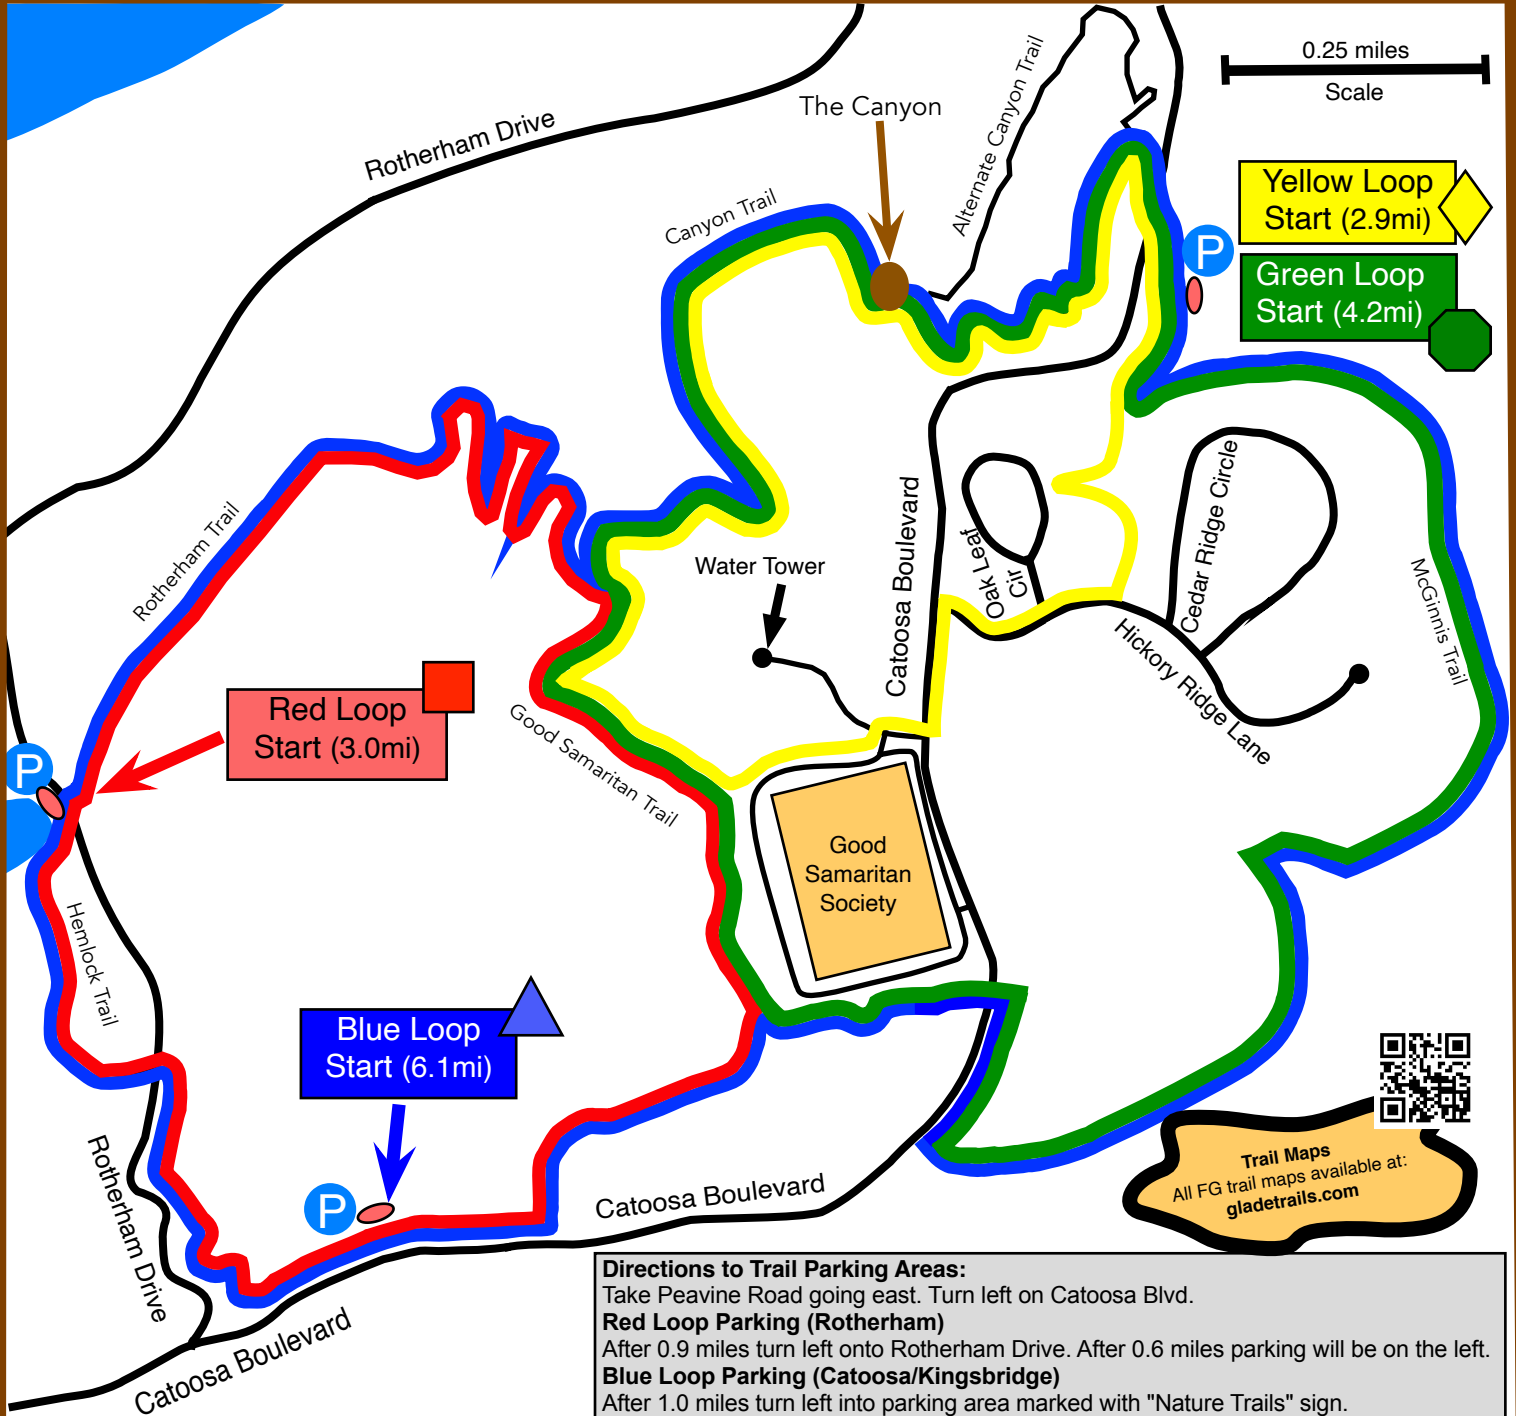 0.25 miles
Scale
The Canyon
Alternate Canyon Trail
Rotherham Drive
Canyon Trail
Yellow Loop
Start (2.9mi)
P
Green Loop
Start (4.2mi)
Rotherham Trail
Water Tower
Catoosa Boulevard
Oak Leaf
Cir
Cedar Ridge Circle
Hickory Ridge Lane
McGinnis Trail
Red Loop
Start (3.0mi)
P
Good Samaritan Trail
Good
Samaritan
Society
Hemlock Trail
Blue Loop
Start (6.1mi)
P
Rotherham Drive
Catoosa Boulevard
Catoosa Boulevard
Trail Maps
All FG trail maps available at:
gladetrails.com
Directions to Trail Parking Areas:
Take Peavine Road going east. Turn left on Catoosa Blvd.
Red Loop Parking (Rotherham)
After 0.9 miles turn left onto Rotherham Drive. After 0.6 miles parking will be on the left.
Blue Loop Parking (Catoosa/Kingsbridge)
After 1.0 miles turn left into parking area marked with "Nature Trails" sign.